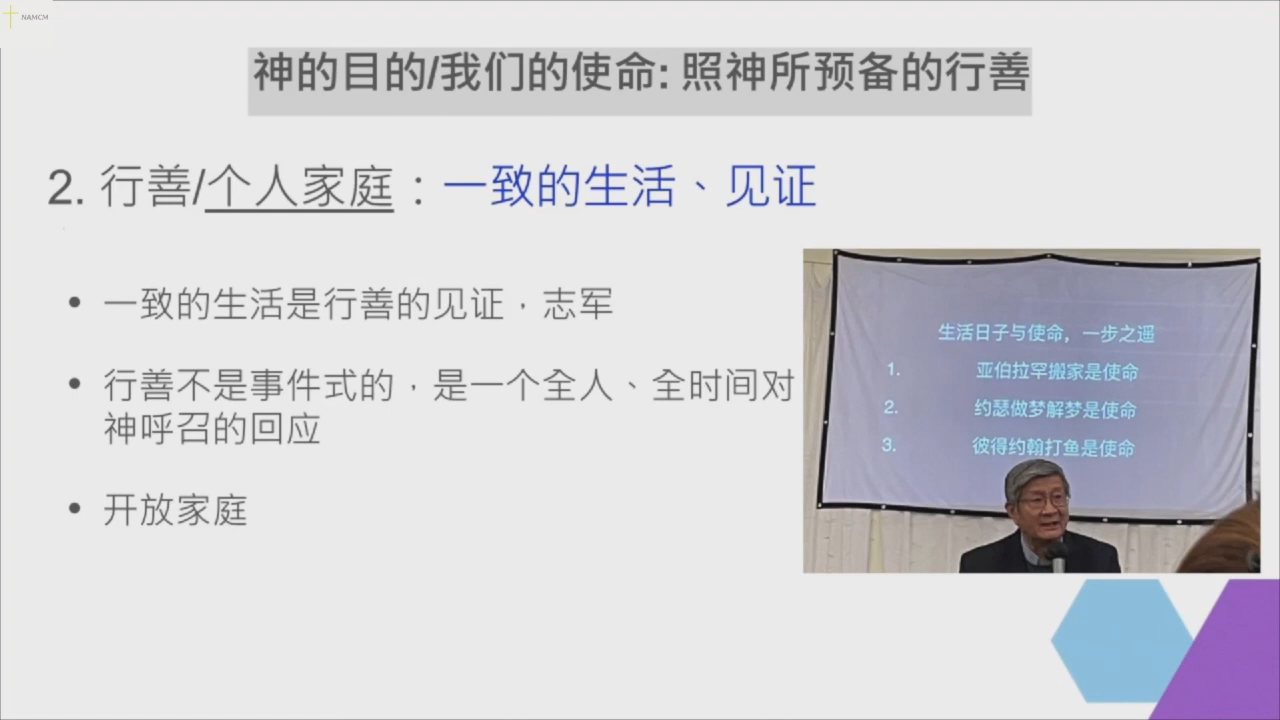 NAMCM
神的目的/我们的使命: 照神所预备的行善
2. 行善/个人家庭：一致的生活、见证
• 一致的生活是行善的见证，志军
• 行善不是事件式的，是一个全人、全时间对
神呼召的回应
• 开放家庭
生活日子与使命，一步之遥
1. 亚伯拉罕搬家是使命
2. 约瑟做梦解梦是使命
3. 彼得约翰打鱼是使命